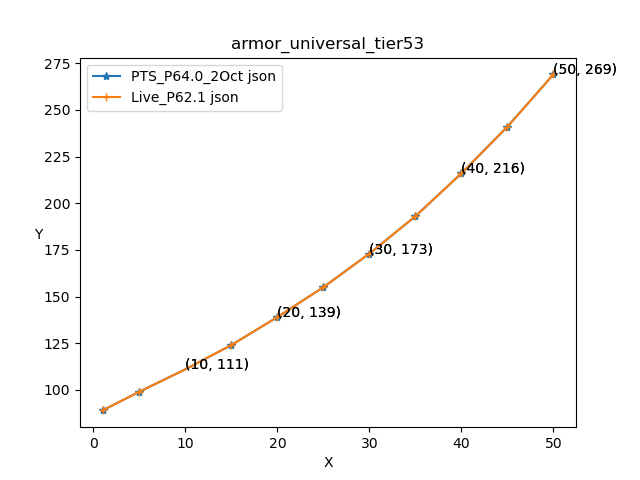 armor_universal_tier53
PTS_P64.0_2Oct json
Live_P62.1 json
Y
275
250
225
200
175
150
125
100
(50, 269)
(40, 216)
(30, 173)
(20, 139)
(10, 111)
0 10 20 30 40 50
X